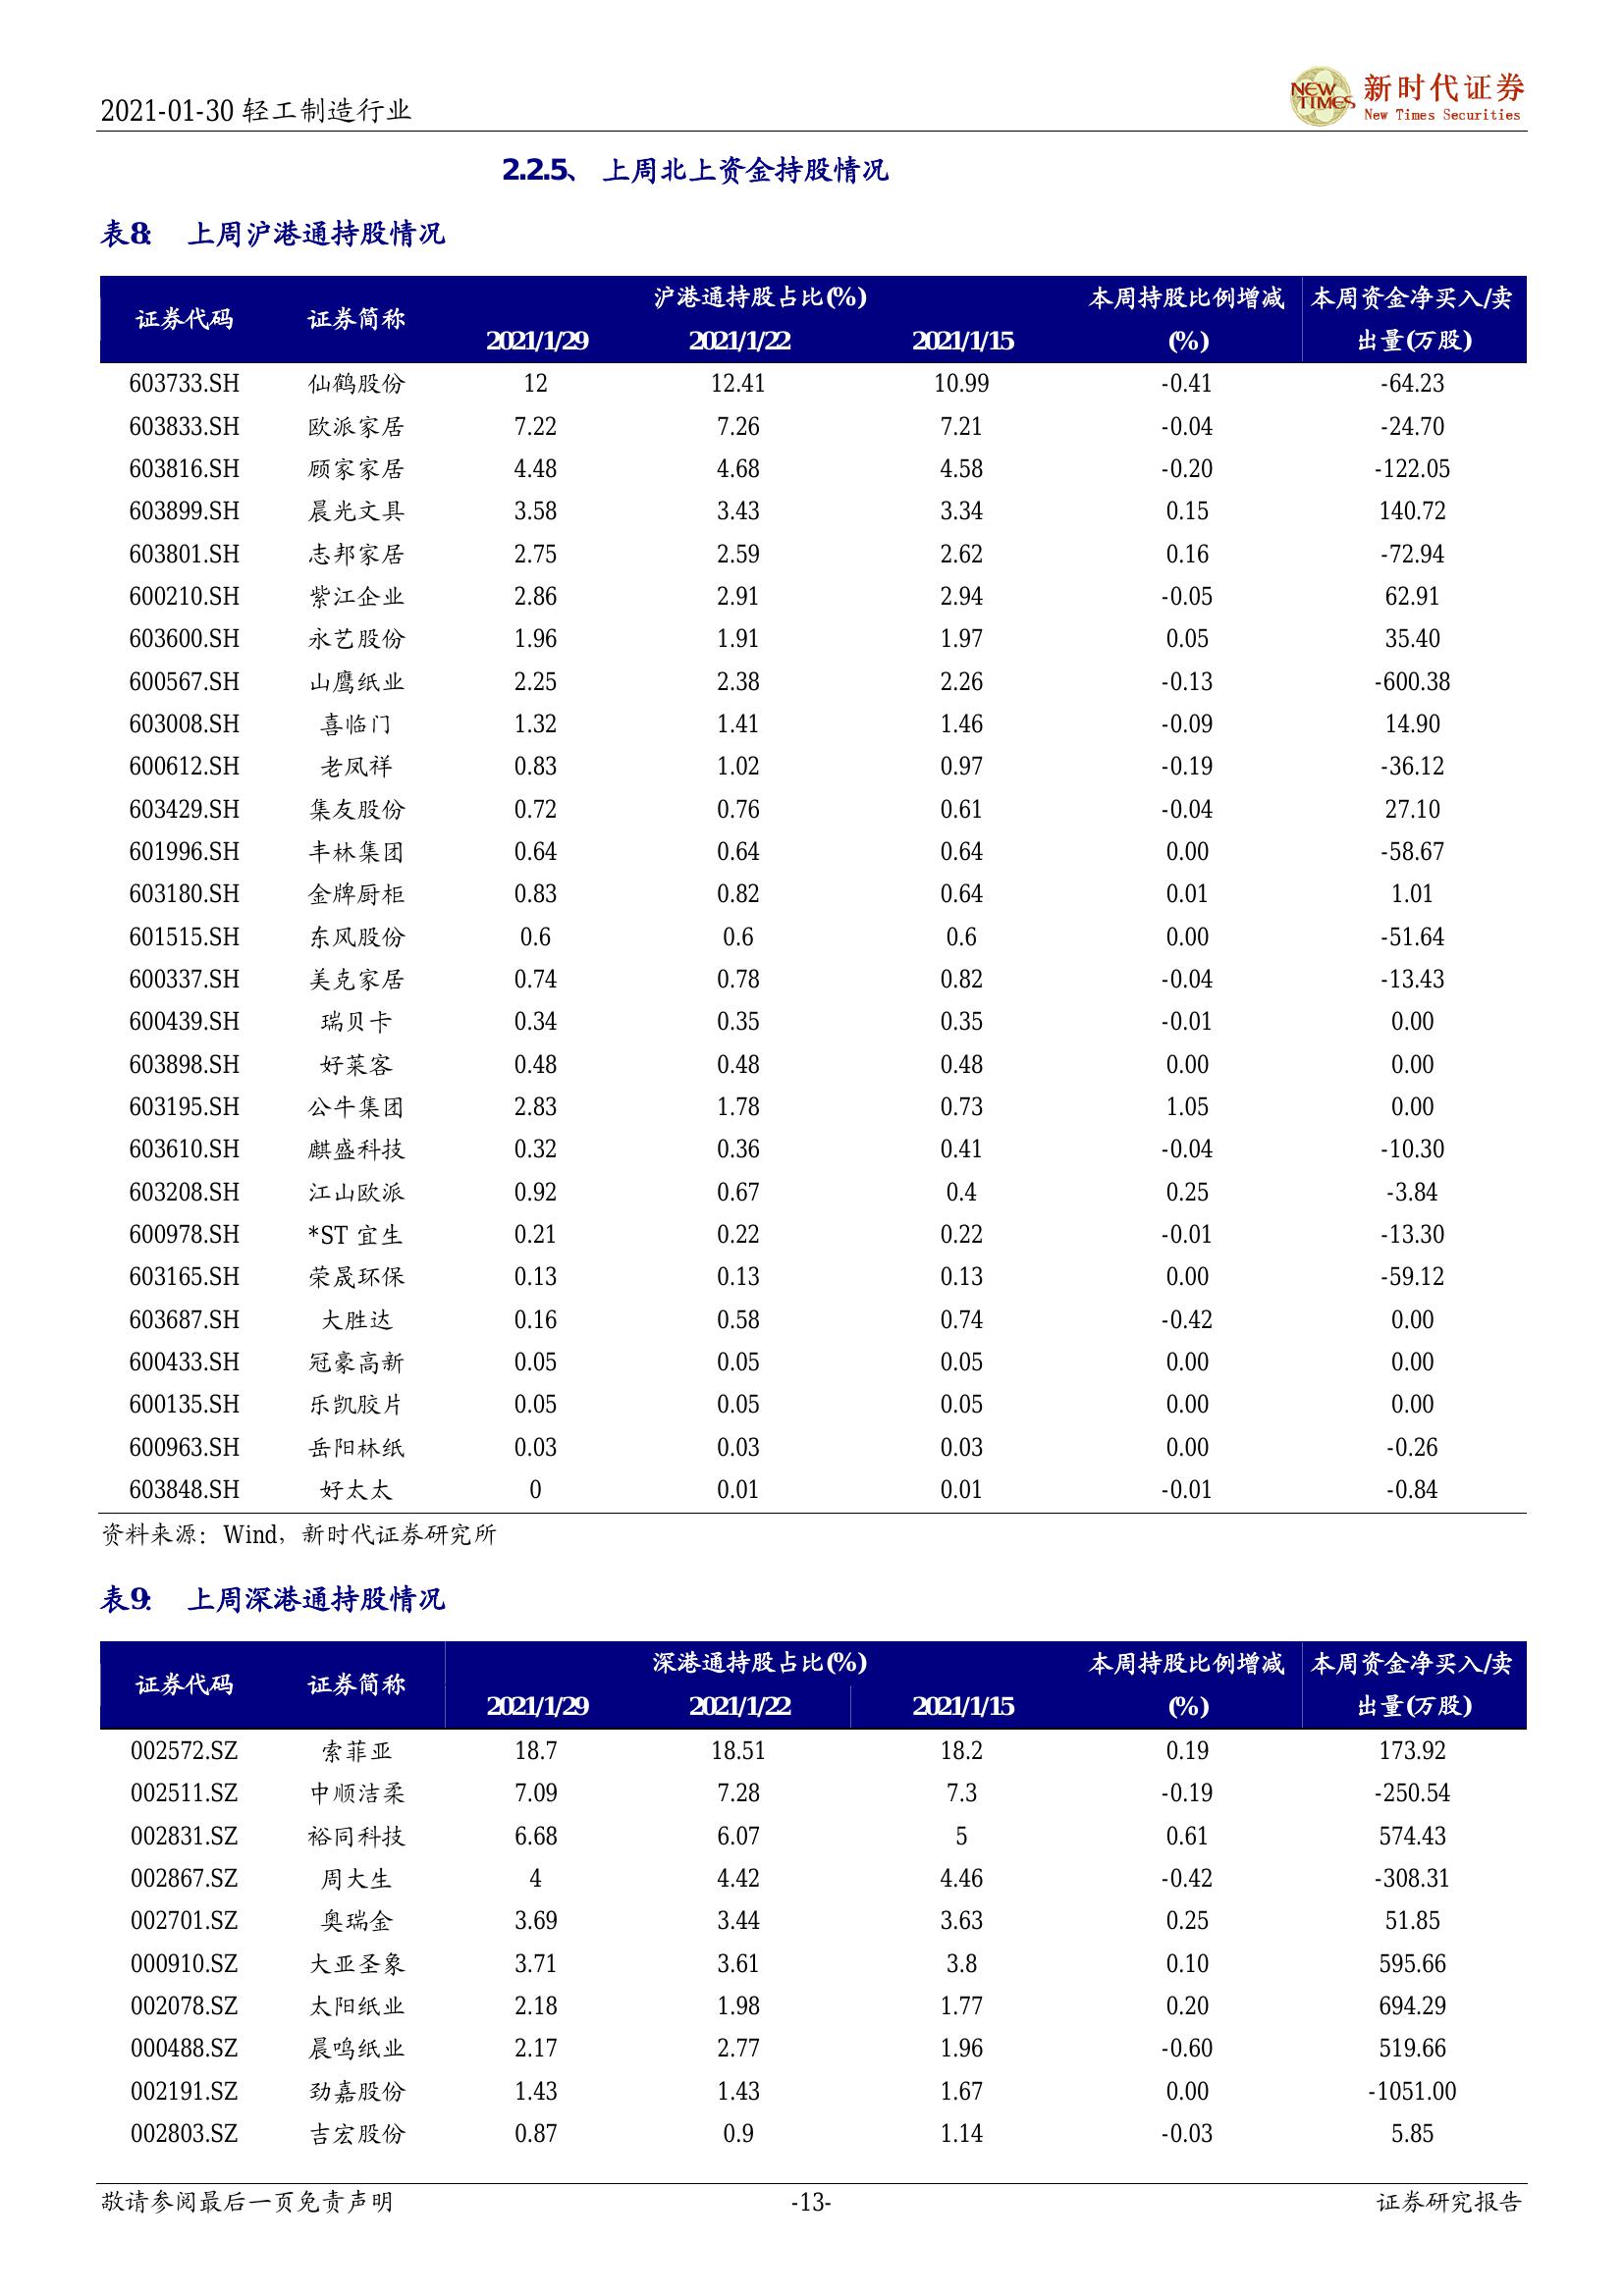 2021-01-30 轻工制造行业
NEW TIMES 新时代证券
New Times Securities
2.2.5、 上周北上资金持股情况
表8: 上周沪港通持股情况
证券代码 证券简称 沪港通持股占比(%) 本周持股比例增减 本周资金净买入/卖
2021/1/29 2021/1/22 2021/1/15 (%) 出量(万股)
603733.SH 仙鹤股份 12 12.41 10.99 -0.41 -64.23
603833.SH 欧派家居 7.22 7.26 7.21 -0.04 -24.70
603816.SH 顾家家居 4.48 4.68 4.58 -0.20 -122.05
603899.SH 晨光文具 3.58 3.43 3.34 0.15 140.72
603801.SH 志邦家居 2.75 2.59 2.62 0.16 -72.94
600210.SH 紫江企业 2.86 2.91 2.94 -0.05 62.91
603600.SH 永艺股份 1.96 1.91 1.97 0.05 35.40
600567.SH 山鹰纸业 2.25 2.38 2.26 -0.13 -600.38
603008.SH 喜临门 1.32 1.41 1.46 -0.09 14.90
600612.SH 老凤祥 0.83 1.02 0.97 -0.19 -36.12
603429.SH 集友股份 0.72 0.76 0.61 -0.04 27.10
601996.SH 丰林集团 0.64 0.64 0.64 0.00 -58.67
603180.SH 金牌厨柜 0.83 0.82 0.64 0.01 1.01
601515.SH 东风股份 0.6 0.6 0.6 0.00 -51.64
600337.SH 美克家居 0.74 0.78 0.82 -0.04 -13.43
600439.SH 瑞贝卡 0.34 0.35 0.35 -0.01 0.00
603898.SH 好莱客 0.48 0.48 0.48 0.00 0.00
603195.SH 公牛集团 2.83 1.78 0.73 1.05 0.00
603610.SH 麒盛科技 0.32 0.36 0.41 -0.04 -10.30
603208.SH 江山欧派 0.92 0.67 0.4 0.25 -3.84
600978.SH *ST 宜生 0.21 0.22 0.22 -0.01 -13.30
603165.SH 荣晟环保 0.13 0.13 0.13 0.00 -59.12
603687.SH 大胜达 0.16 0.58 0.74 -0.42 0.00
600433.SH 冠豪高新 0.05 0.05 0.05 0.00 0.00
600135.SH 乐凯胶片 0.05 0.05 0.05 0.00 0.00
600963.SH 岳阳林纸 0.03 0.03 0.03 0.00 -0.26
603848.SH 好太太 0 0.01 0.01 -0.01 -0.84
资料来源：Wind，新时代证券研究所
表9: 上周深港通持股情况
证券代码 证券简称 深港通持股占比(%) 本周持股比例增减 本周资金净买入/卖
2021/1/29 2021/1/22 2021/1/15 (%) 出量(万股)
002572.SZ 索菲亚 18.7 18.51 18.2 0.19 173.92
002511.SZ 中顺洁柔 7.09 7.28 7.3 -0.19 -250.54
002831.SZ 裕同科技 6.68 6.07 5 0.61 574.43
002867.SZ 周大生 4 4.42 4.46 -0.42 -308.31
002701.SZ 奥瑞金 3.69 3.44 3.63 0.25 51.85
000910.SZ 大亚圣象 3.71 3.61 3.8 0.10 595.66
002078.SZ 太阳纸业 2.18 1.98 1.77 0.20 694.29
000488.SZ 晨鸣纸业 2.17 2.77 1.96 -0.60 519.66
002191.SZ 劲嘉股份 1.43 1.43 1.67 0.00 -1051.00
002803.SZ 吉宏股份 0.87 0.9 1.14 -0.03 5.85
敬请参阅最后一页免责声明 -13- 证券研究报告